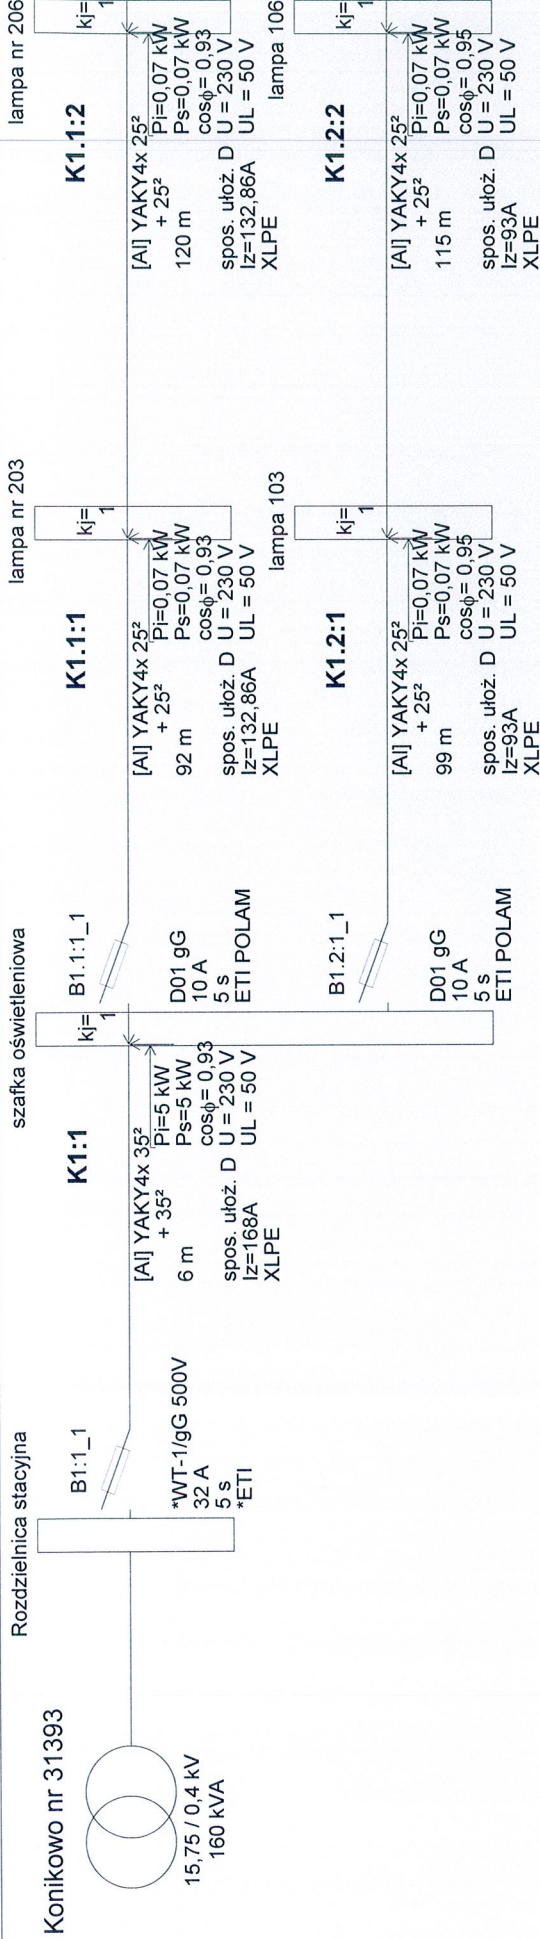 Konikowo nr 31393
15,75 / 0,4 kV
160 kVA
Rozdzielnica stacyjna
B1:1_1
*WT-1/gG 500V
32 A
5 s
*ETI
K1:1
[Al] YAKY4x 35²
+ 35²
6 m
spos. ułoż. D
Iz=168A
XLPE
Pi=5 kW
Ps=5 kW
cosϕ= 0,93
U = 230 V
UL = 50 V
szafka oświetleniowa
kj=
1
B1.1:1_1
D01 gG
10 A
5 s
ETI POLAM
K1.1:1
[Al] YAKY4x 25²
+ 25²
92 m
spos. ułoż. D
Iz=132,86A
XLPE
Pi=0,07 kW
Ps=0,07 kW
cosϕ= 0,93
U = 230 V
UL = 50 V
lampa nr 203
kj=
1
K1.1:2
[Al] YAKY4x 25²
+ 25²
120 m
spos. ułoż. D
Iz=132,86A
XLPE
Pi=0,07 kW
Ps=0,07 kW
cosϕ= 0,93
U = 230 V
UL = 50 V
lampa nr 206
kj=
1
B1.2:1_1
D01 gG
10 A
5 s
ETI POLAM
K1.2:1
[Al] YAKY4x 25²
+ 25²
99 m
spos. ułoż. D
Iz=93A
XLPE
Pi=0,07 kW
Ps=0,07 kW
cosϕ= 0,95
U = 230 V
UL = 50 V
lampa 103
kj=
1
K1.2:2
[Al] YAKY4x 25²
+ 25²
115 m
spos. ułoż. D
Iz=93A
XLPE
Pi=0,07 kW
Ps=0,07 kW
cosϕ= 0,95
U = 230 V
UL = 50 V
lampa 106
kj=
1